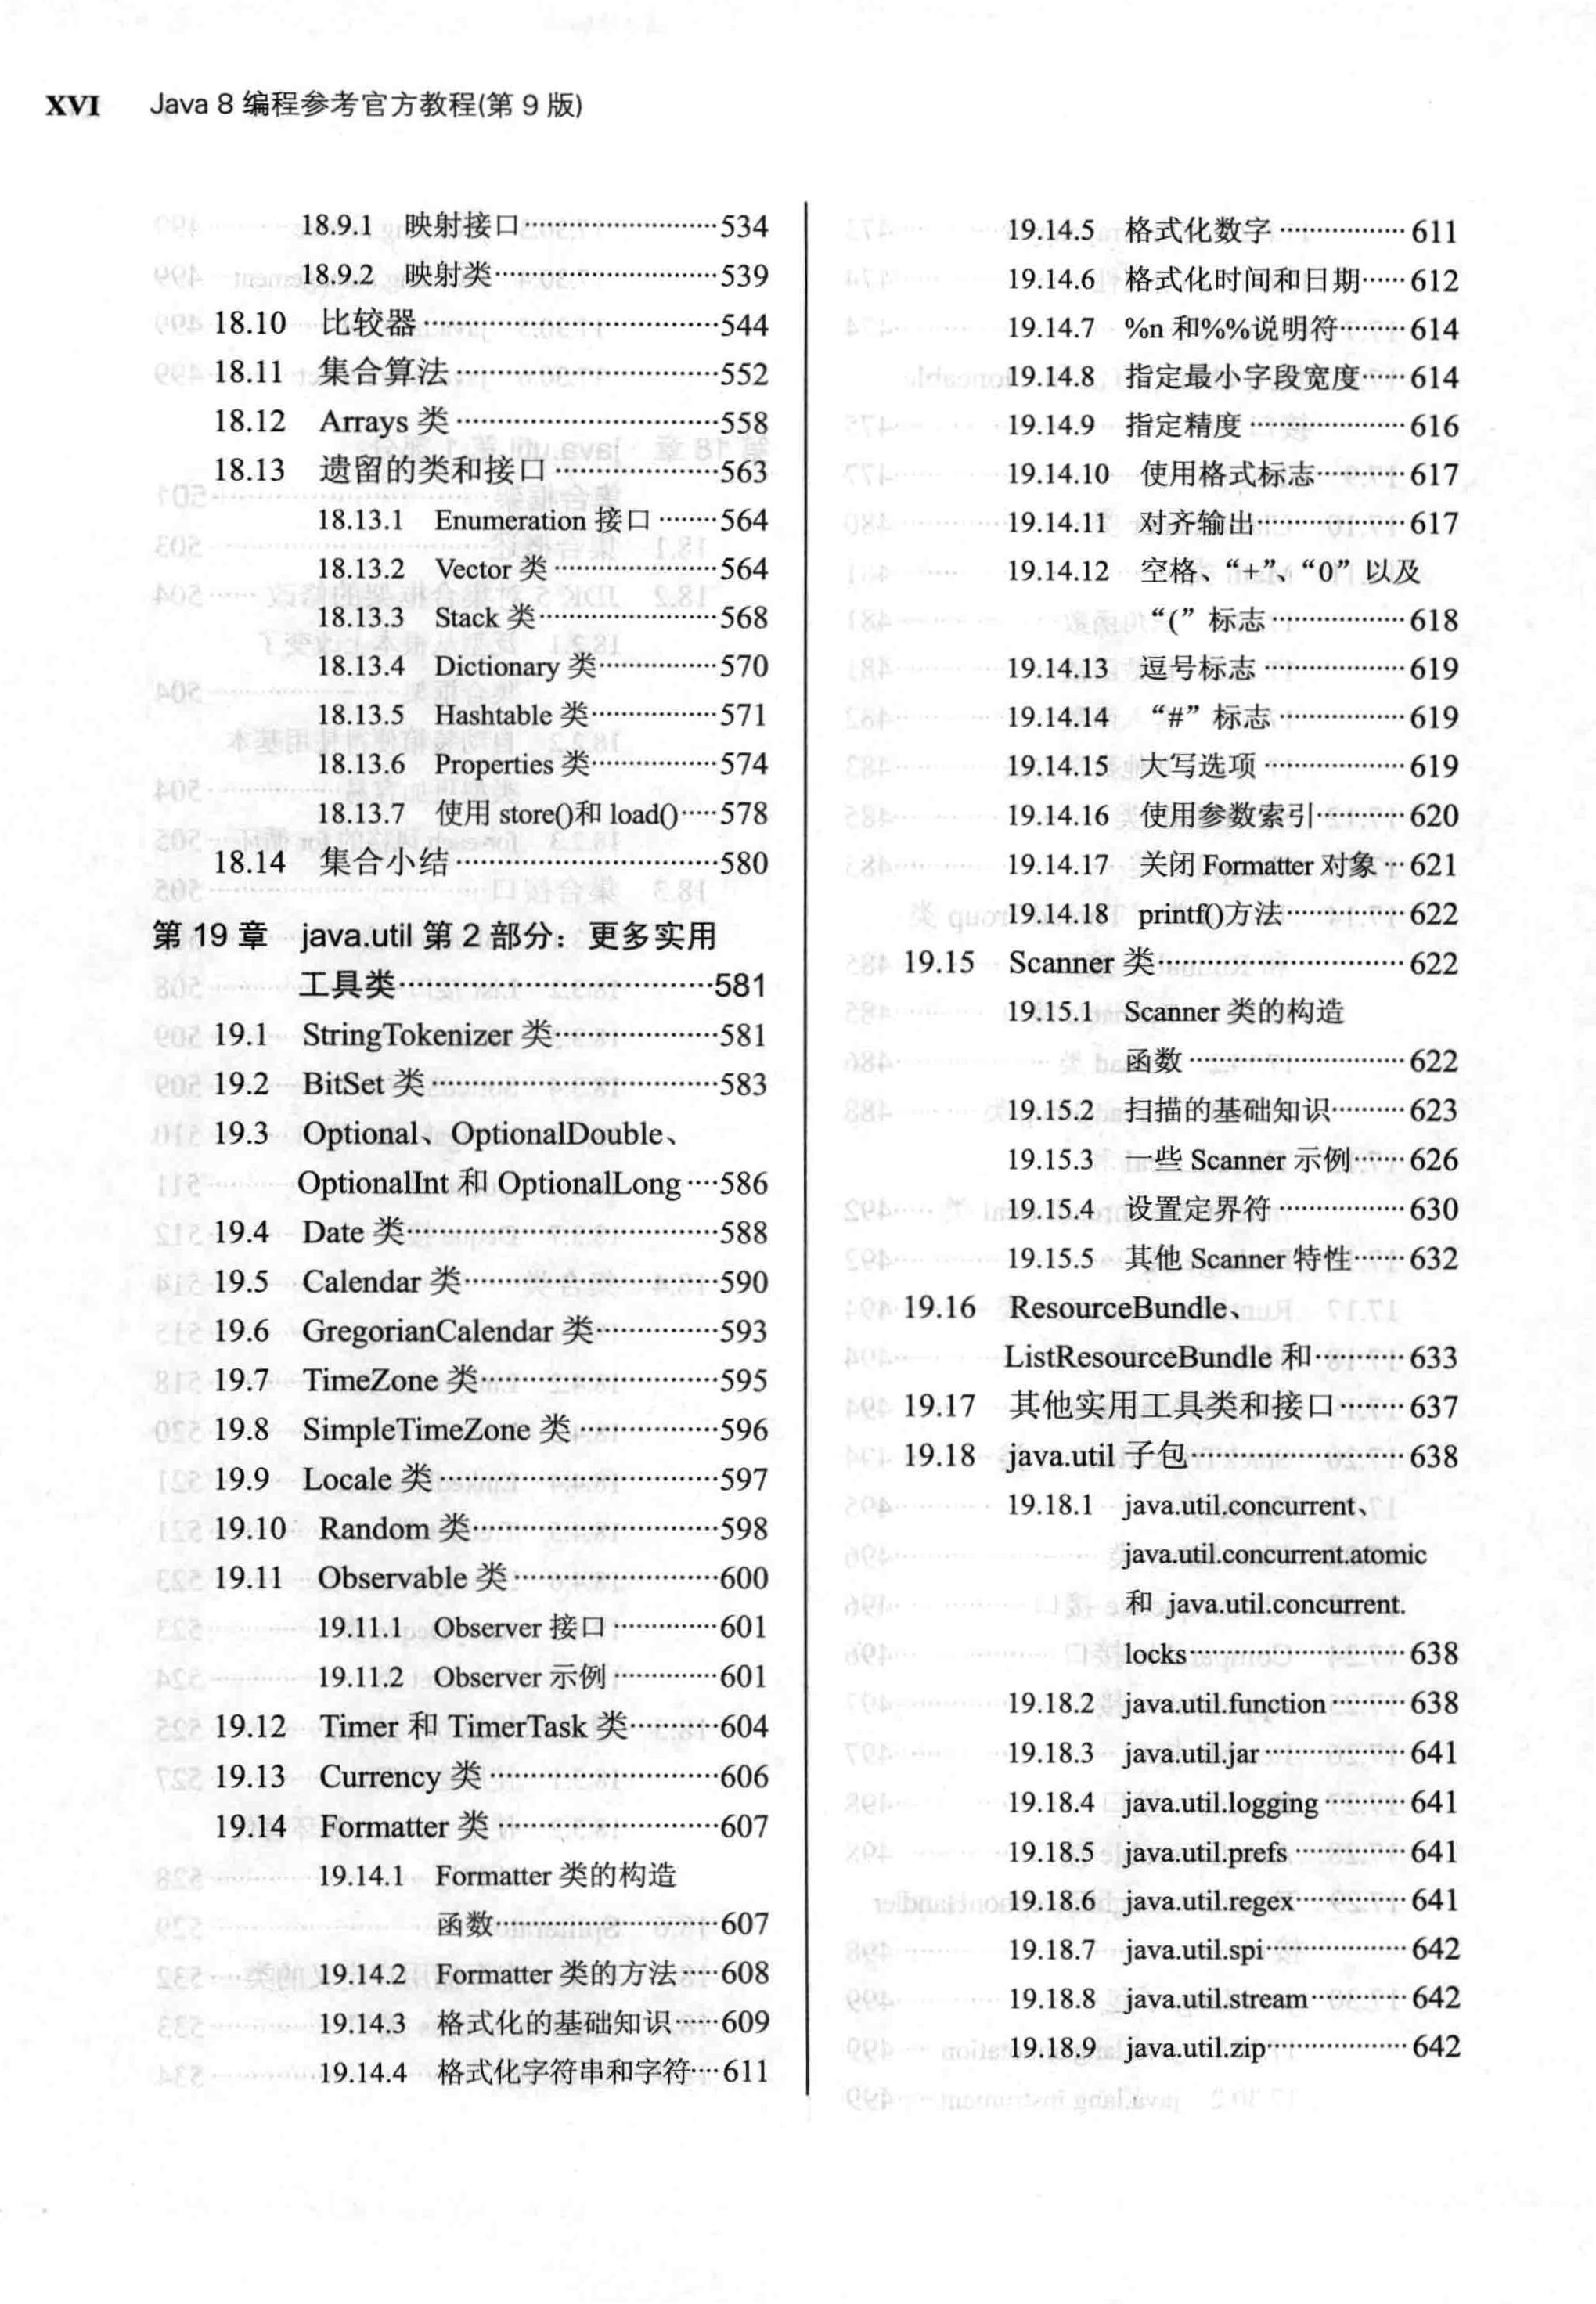 XVI Java 8 编程参考官方教程(第 9 版)
18.9.1 映射接口……………………534
18.9.2 映射类………………………539
18.10 比较器………………………………544
18.11 集合算法……………………………552
18.12 Arrays 类……………………………558
18.13 遗留的类和接口…………………563
18.13.1 Enumeration 接口………564
18.13.2 Vector 类…………………564
18.13.3 Stack 类……………………568
18.13.4 Dictionary 类……………570
18.13.5 Hashtable 类……………571
18.13.6 Properties 类……………574
18.13.7 使用 store()和 load()……578
18.14 集合小结……………………………580
第 19 章 java.util 第 2 部分：更多实用
工具类…………………………………581
19.1 StringTokenizer 类…………………581
19.2 BitSet 类………………………………583
19.3 Optional、OptionalDouble、
OptionalInt 和 OptionalLong……586
19.4 Date 类…………………………………588
19.5 Calendar 类……………………………590
19.6 GregorianCalendar 类……………593
19.7 TimeZone 类…………………………595
19.8 SimpleTimeZone 类………………596
19.9 Locale 类………………………………597
19.10 Random 类…………………………598
19.11 Observable 类………………………600
19.11.1 Observer 接口……………601
19.11.2 Observer 示例……………601
19.12 Timer 和 TimerTask 类…………604
19.13 Currency 类…………………………606
19.14 Formatter 类…………………………607
19.14.1 Formatter 类的构造
函数…………………………607
19.14.2 Formatter 类的方法……608
19.14.3 格式化的基础知识……609
19.14.4 格式化字符串和字符…611
19.14.5 格式化数字………………611
19.14.6 格式化时间和日期……612
19.14.7 %n 和%%说明符………614
19.14.8 指定最小字段宽度……614
19.14.9 指定精度…………………616
19.14.10 使用格式标志…………617
19.14.11 对齐输出………………617
19.14.12 空格、“+”、“0”以及
“(”标志………………618
19.14.13 逗号标志………………619
19.14.14 “#”标志………………619
19.14.15 大写选项………………619
19.14.16 使用参数索引…………620
19.14.17 关闭 Formatter 对象…621
19.14.18 printf()方法……………622
19.15 Scanner 类……………………………622
19.15.1 Scanner 类的构造
函数…………………………622
19.15.2 扫描的基础知识………623
19.15.3 一些 Scanner 示例……626
19.15.4 设置定界符………………630
19.15.5 其他 Scanner 特性……632
19.16 ResourceBundle、
ListResourceBundle 和…………633
19.17 其他实用工具类和接口………637
19.18 java.util 子包…………………………638
19.18.1 java.util.concurrent、
java.util.concurrent.atomic
和 java.util.concurrent.
locks…………………………638
19.18.2 java.util.function………638
19.18.3 java.util.jar………………641
19.18.4 java.util.logging…………641
19.18.5 java.util.prefs……………641
19.18.6 java.util.regex……………641
19.18.7 java.util.spi………………642
19.18.8 java.util.stream…………642
19.18.9 java.util.zip………………642